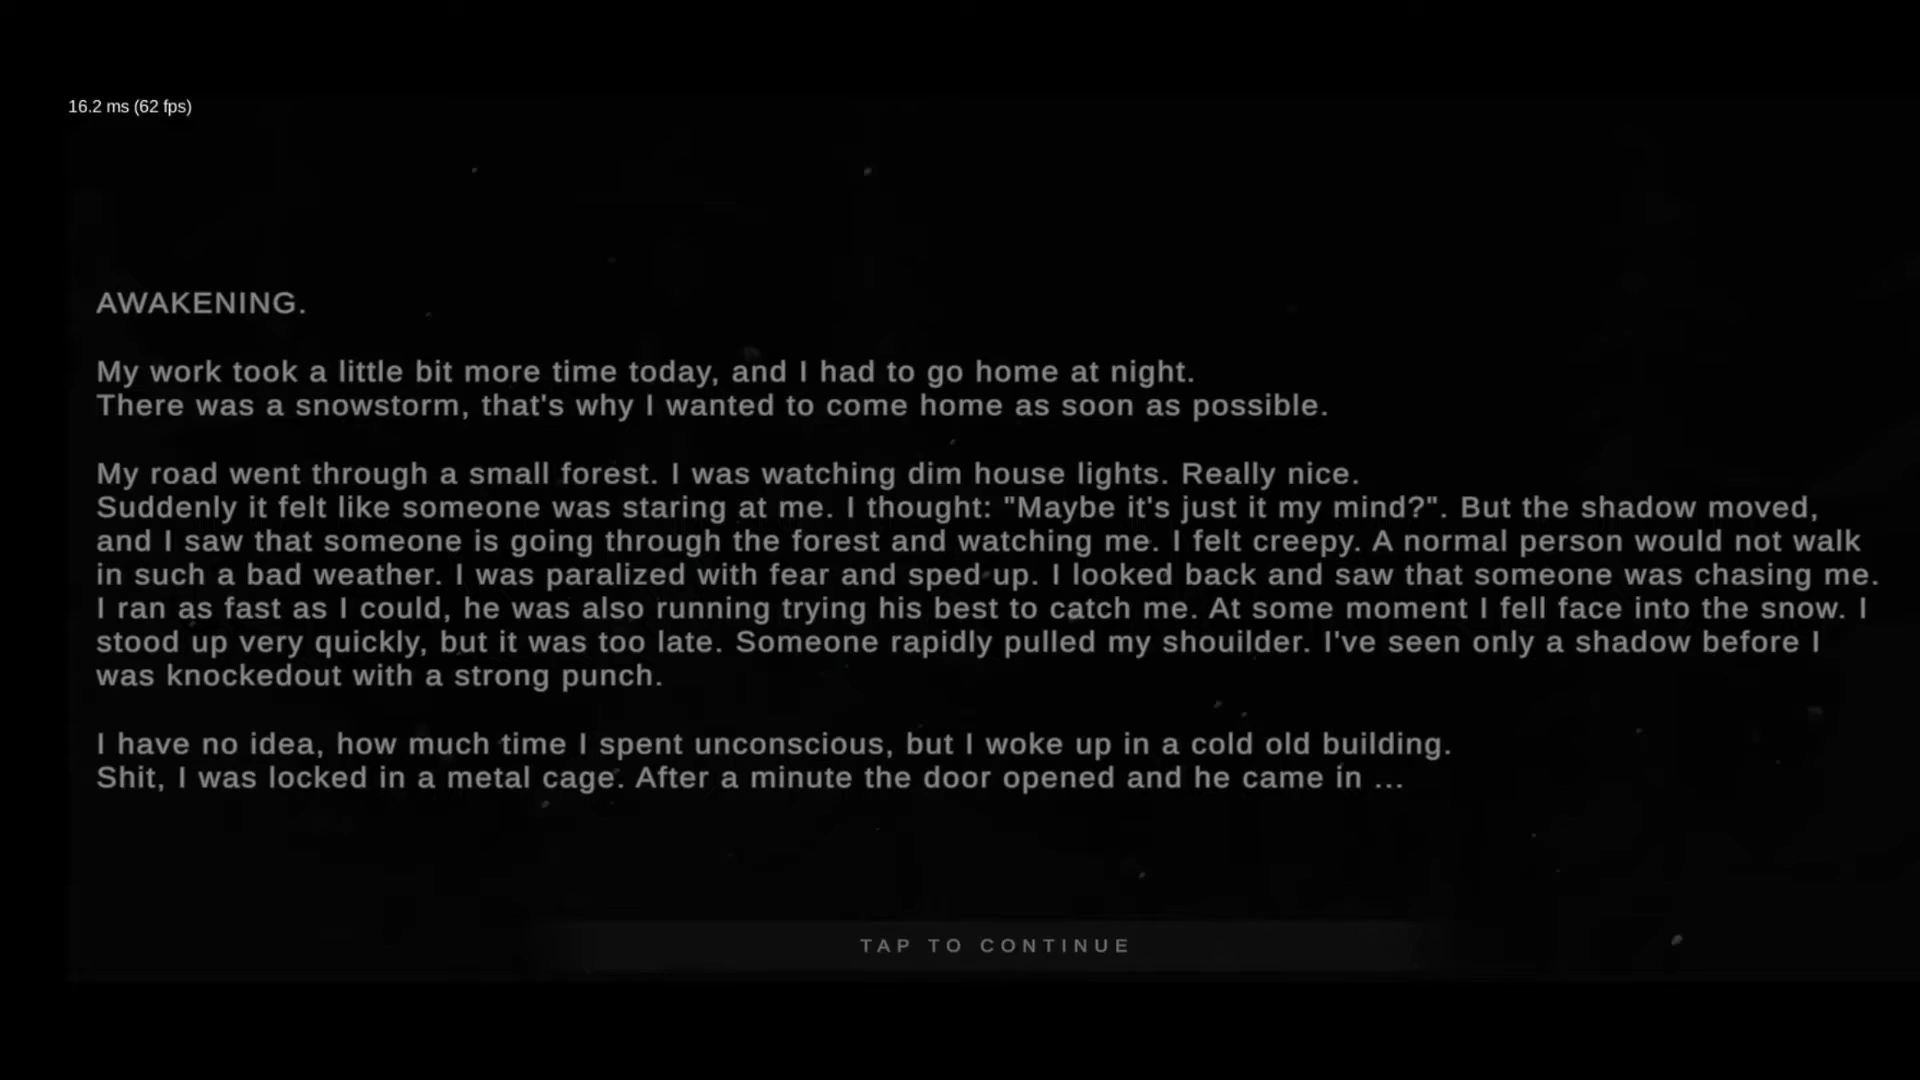 16.2 ms (62 fps)
AWAKENING.
My work took a little bit more time today, and I had to go home at night.
There was a snowstorm, that's why I wanted to come home as soon as possible.
My road went through a small forest. I was watching dim house lights. Really nice.
Suddenly it felt like someone was staring at me. I thought: "Maybe it's just it my mind?". But the shadow moved,
and I saw that someone is going through the forest and watching me. I felt creepy. A normal person would not walk
in such a bad weather. I was paralized with fear and sped up. I looked back and saw that someone was chasing me.
I ran as fast as I could, he was also running trying his best to catch me. At some moment I fell face into the snow. I
stood up very quickly, but it was too late. Someone rapidly pulled my shouilder. I've seen only a shadow before I
was knockedout with a strong punch.
I have no idea, how much time I spent unconscious, but I woke up in a cold old building.
Shit, I was locked in a metal cage. After a minute the door opened and he came in ...
TAP TO CONTINUE